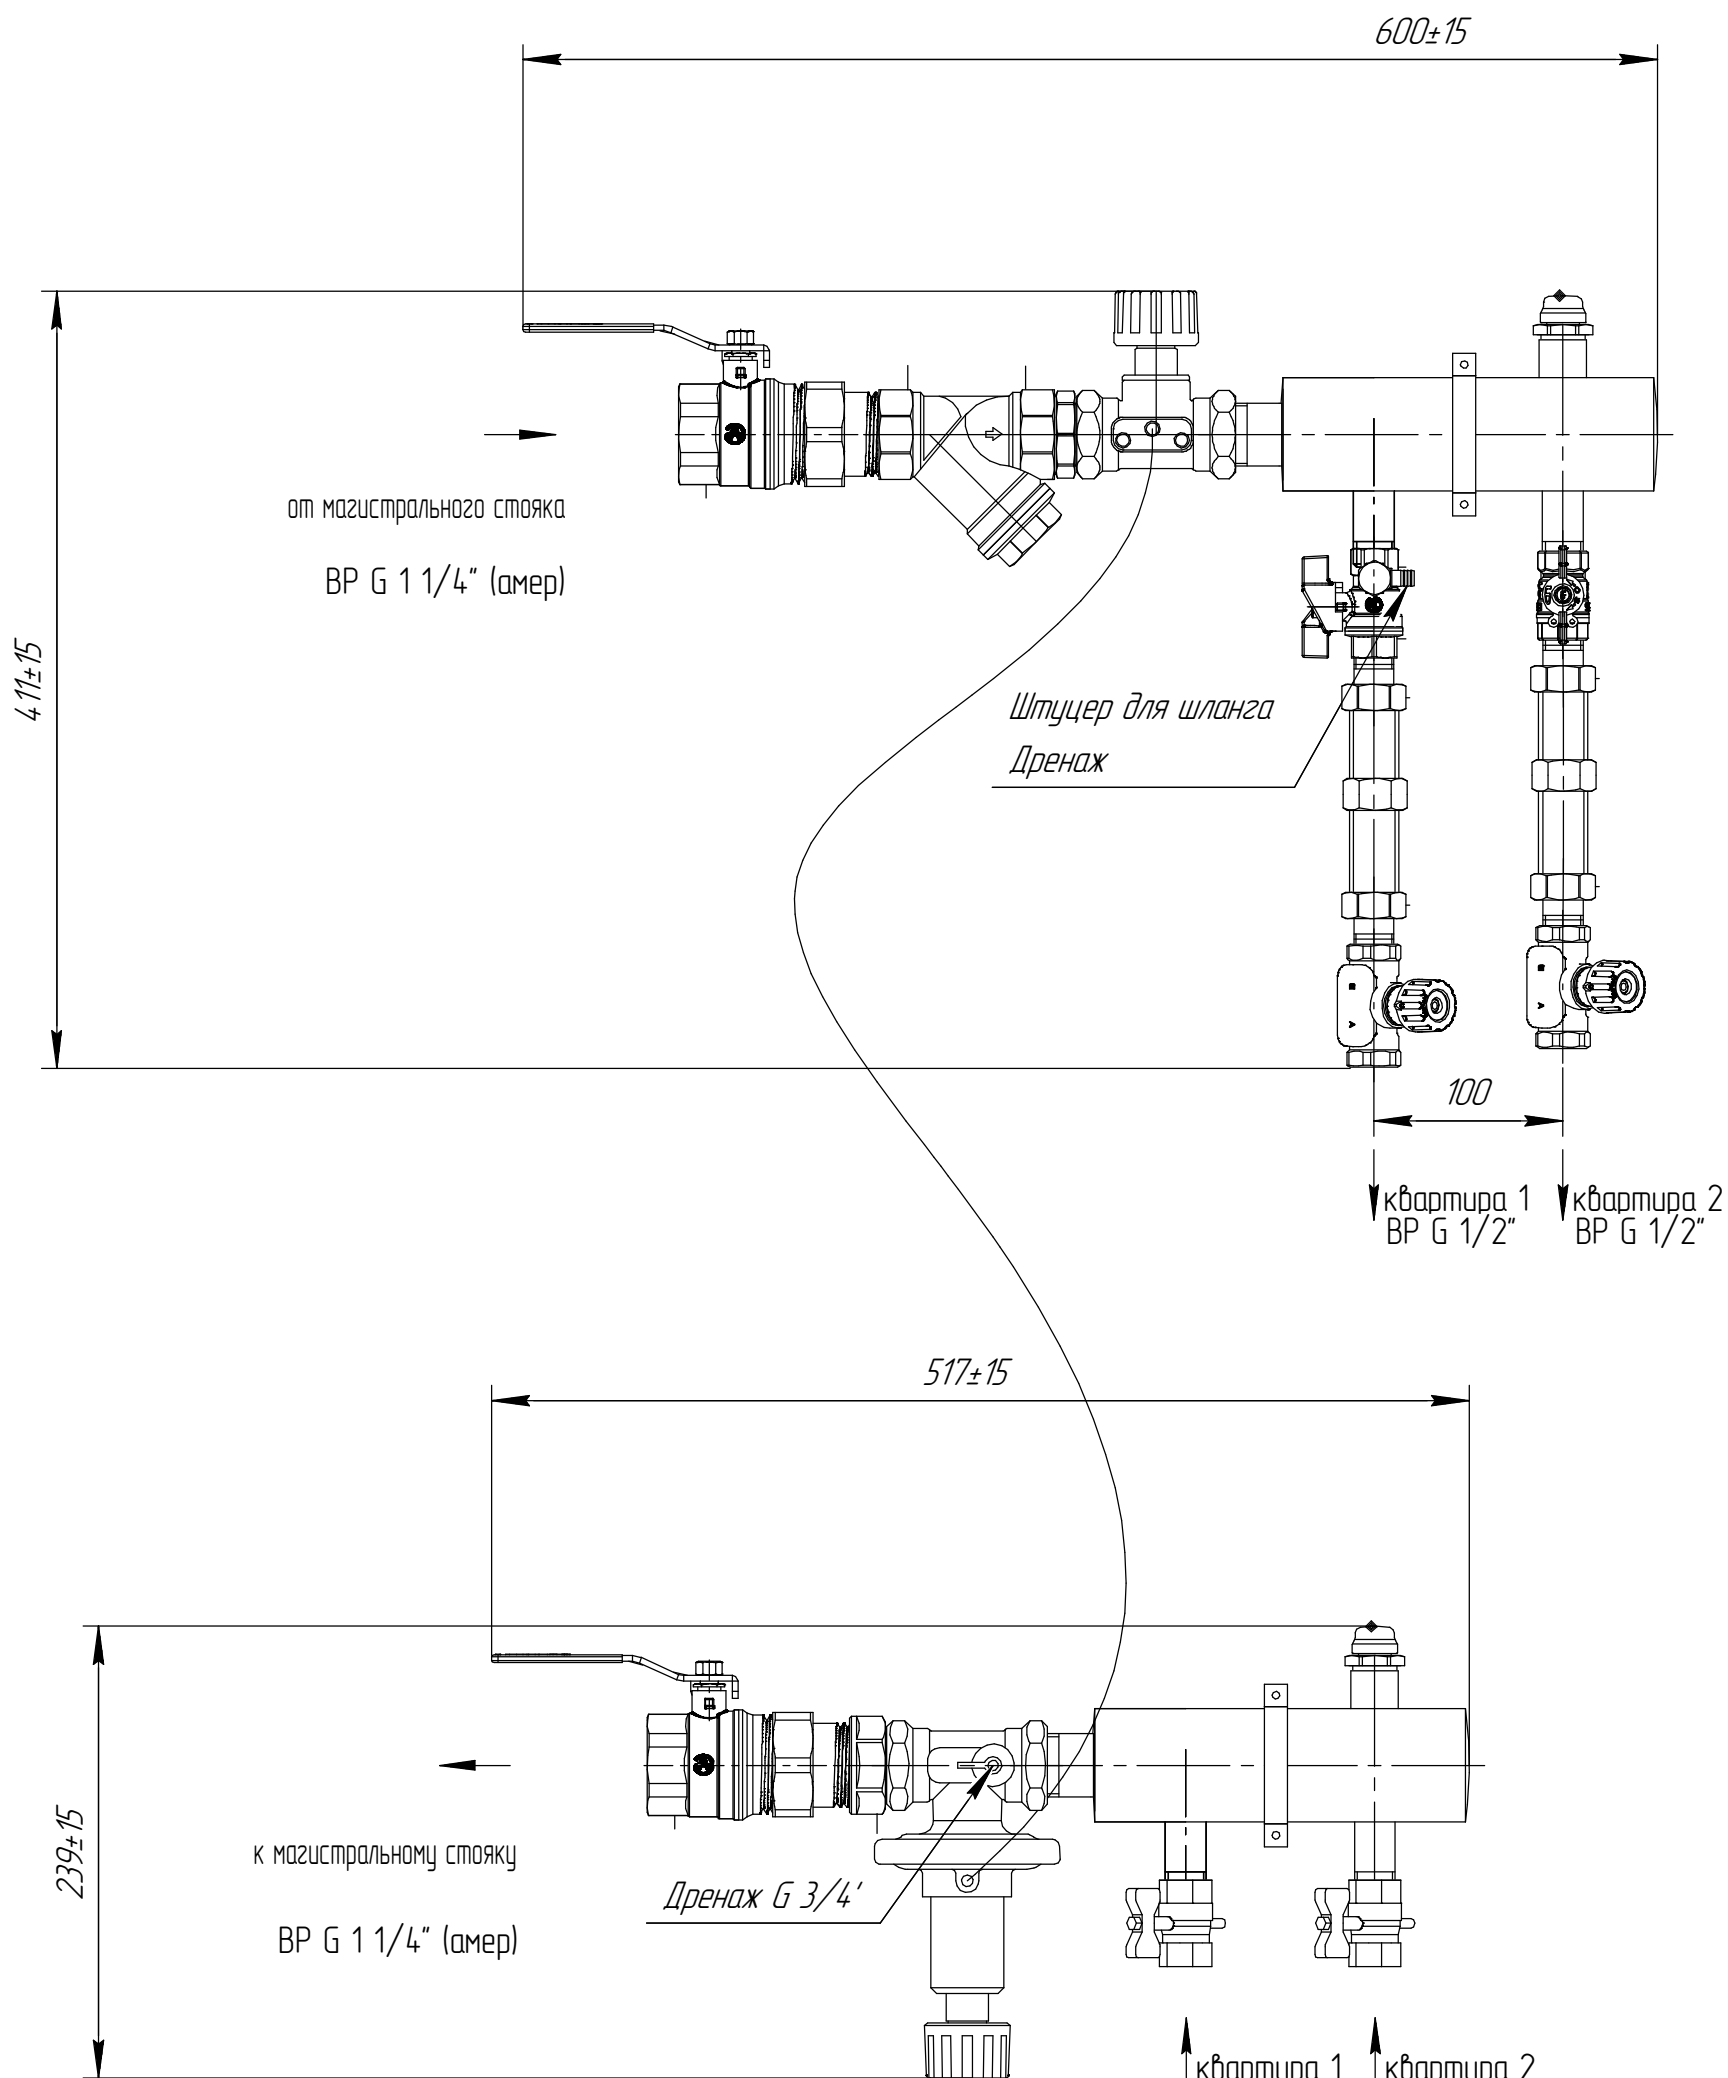 600±15
от магистрального стояка
ВР G 1 1/4" (амер)
411±15
Штуцер для шланга
Дренаж
100
квартира 1
ВР G 1/2"
квартира 2
ВР G 1/2"
517±15
239±15
к магистральному стояку
ВР G 1 1/4" (амер)
Дренаж G 3/4'
квартира 1
квартира 2